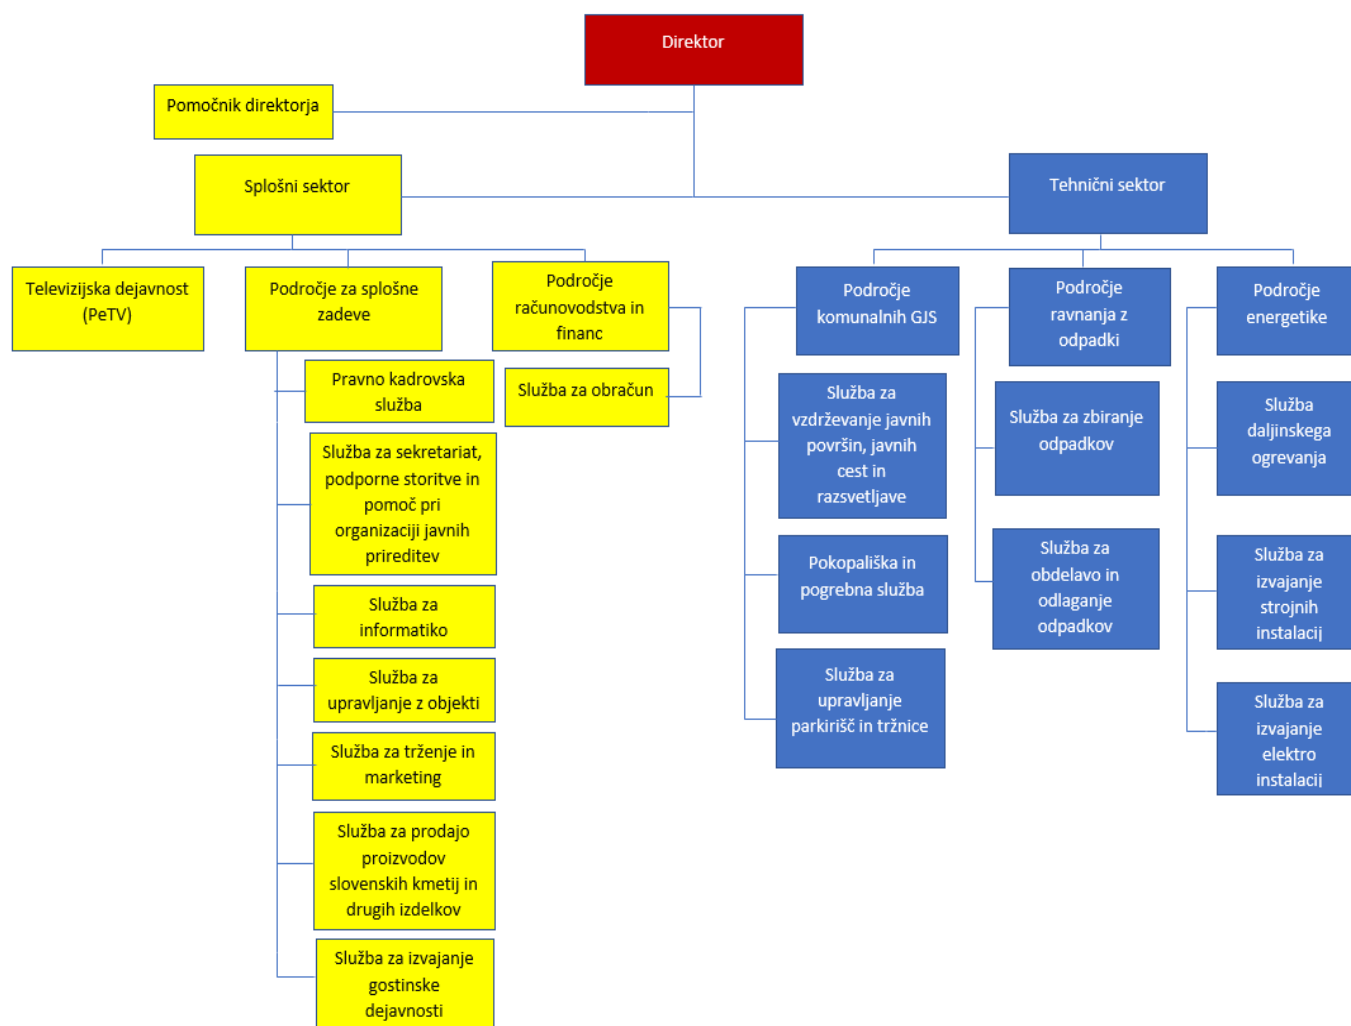 Direktor
Pomočnik direktorja
Splošni sektor
Tehnični sektor
Televizijska dejavnost
(PeTV)
Področje za splošne
zadeve
Področje
računovodstva in
financ
Pravno kadrovska
služba
Služba za obračun
Služba za sekretariat,
podporne storitve in
pomoč pri
organizaciji javnih
prireditev
Služba za
informatiko
Služba za
upravljanje z objekti
Služba za trženje in
marketing
Služba za prodajo
proizvodov
slovenskih kmetij in
drugih izdelkov
Služba za izvajanje
gostinske
dejavnosti
Področje
komunalnih GJS
Služba za
vzdrževanje javnih
površin, javnih
cest in
razsvetljave
Pokopališka in
pogrebna služba
Služba za
upravljanje
parkirišč in tržnice
Področje
ravnanja z
odpadki
Služba za zbiranje
odpadkov
Služba za
obdelavo in
odlaganje
odpadkov
Področje
energetike
Služba
daljinskega
ogrevanja
Služba za
izvajanje
strojnih
instalacij
Služba za
izvajanje
elektro
instalacij